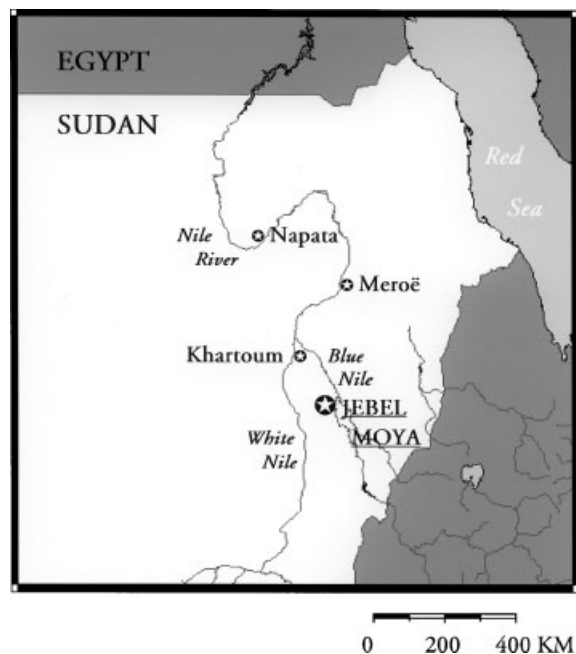 EGYPT
SUDAN
Red
Sea
Nile
River
Napata
Meroë
Khartoum
Blue
Nile
JEBEL
MOYA
White
Nile
0 200 400 KM